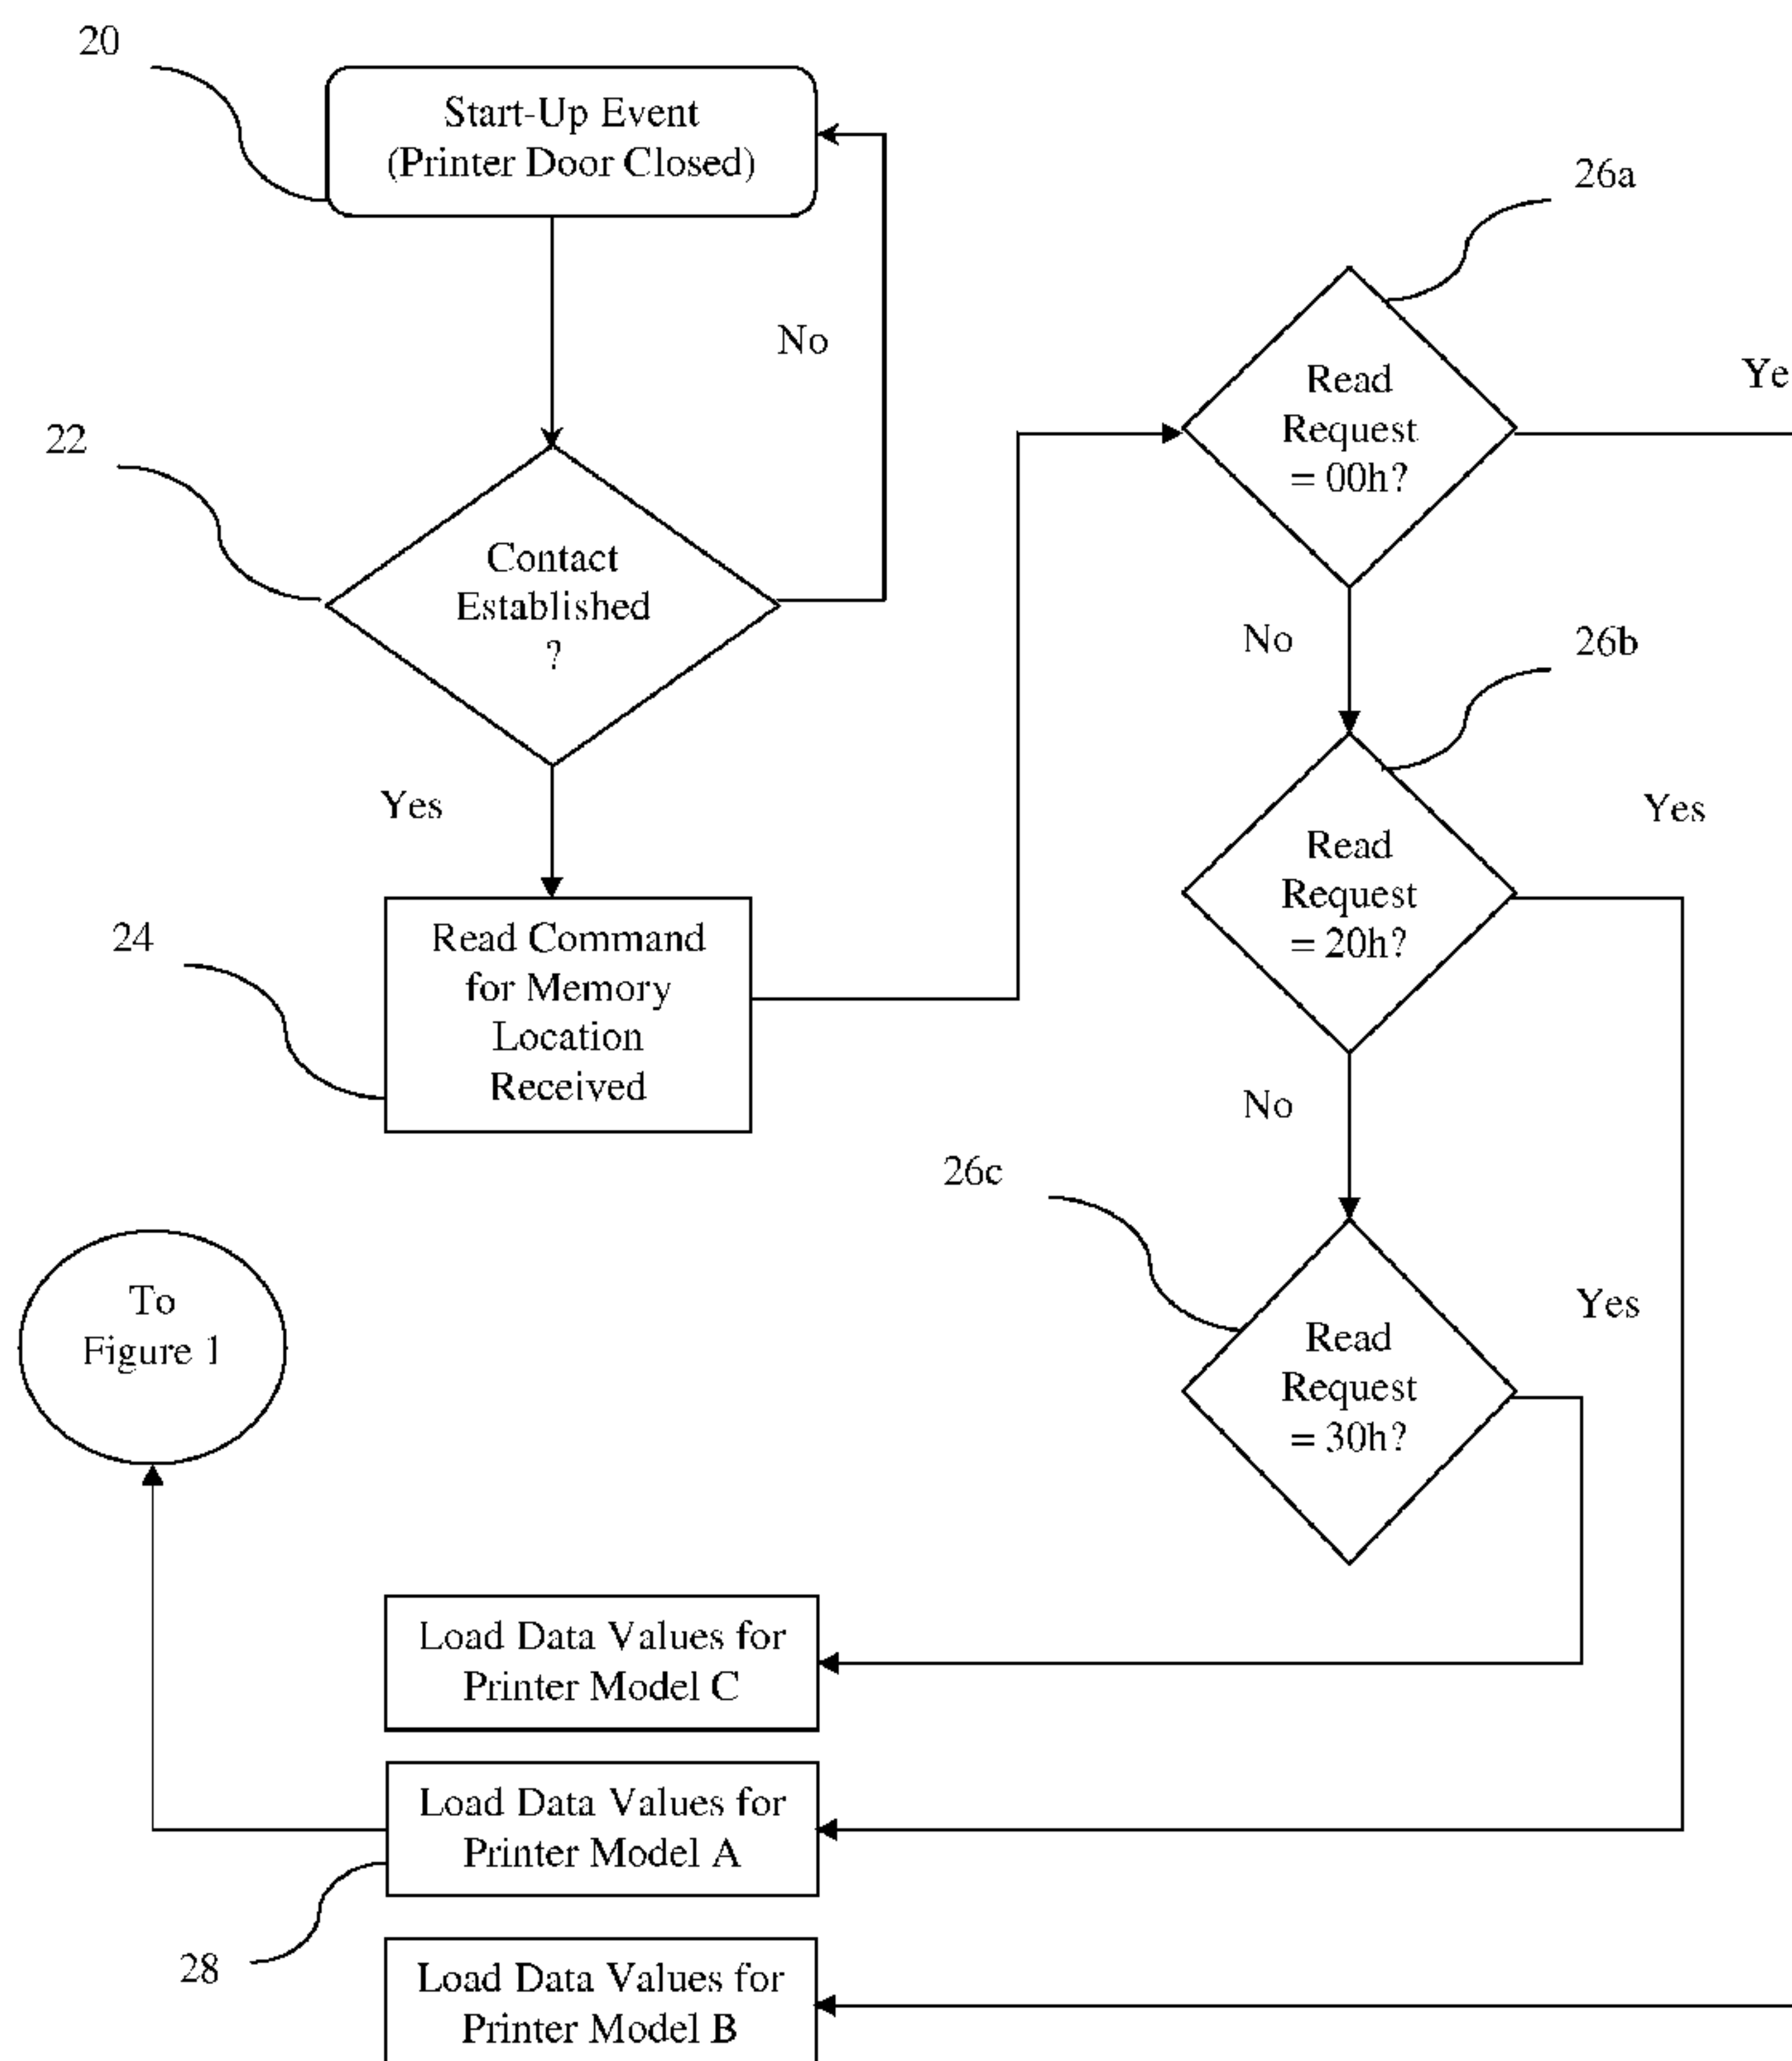 20
Start-Up Event
(Printer Door Closed)
26a
No
Read
Request
= 00h?
Ye
22
Contact
Established
?
No
26b
Yes
Read
Request
= 20h?
Yes
24
Read Command
for Memory
Location
Received
No
26c
To
Figure 1
Read
Request
= 30h?
Yes
Load Data Values for
Printer Model C
Load Data Values for
Printer Model A
28
Load Data Values for
Printer Model B